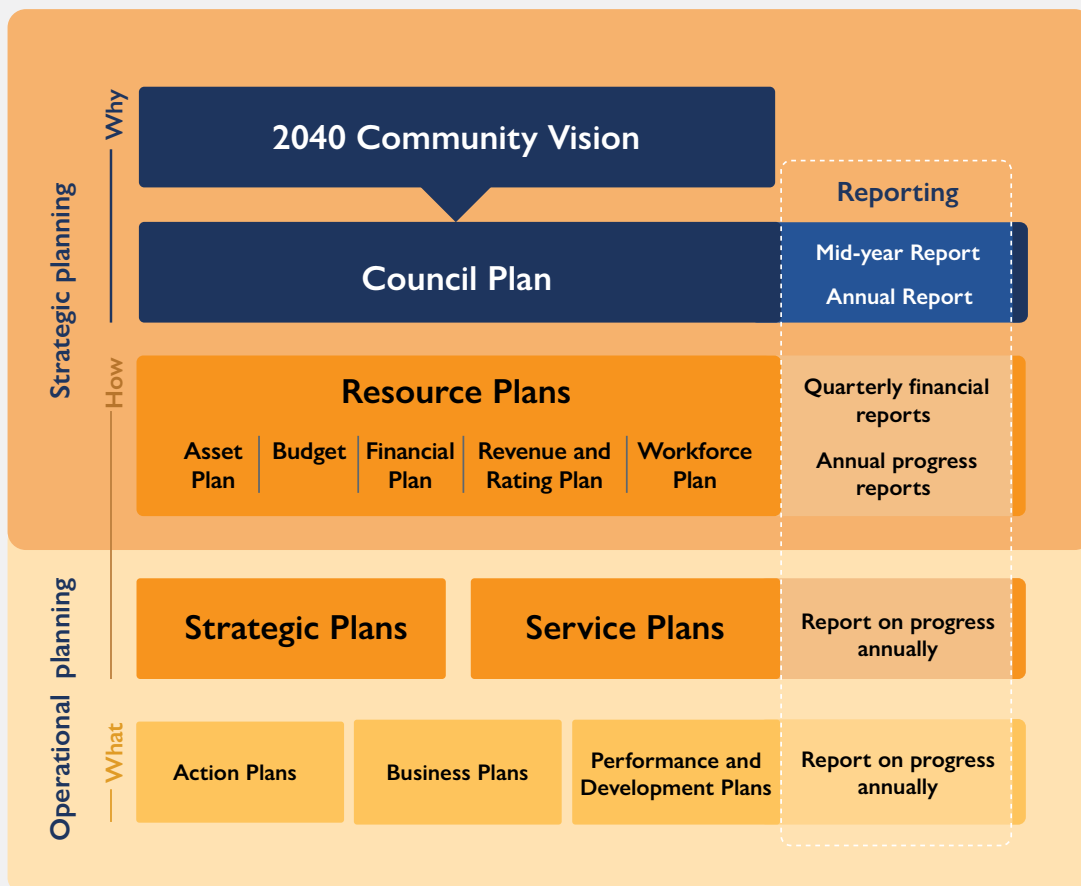 Strategic planning
Why
2040 Community Vision
Reporting
Council Plan
Mid-year Report
Annual Report
How
Resource Plans
Asset
Plan
Budget
Financial
Plan
Revenue and
Rating Plan
Workforce
Plan
Quarterly financial
reports
Annual progress
reports
Operational planning
Strategic Plans
Service Plans
Report on progress
annually
What
Action Plans
Business Plans
Performance and
Development Plans
Report on progress
annually